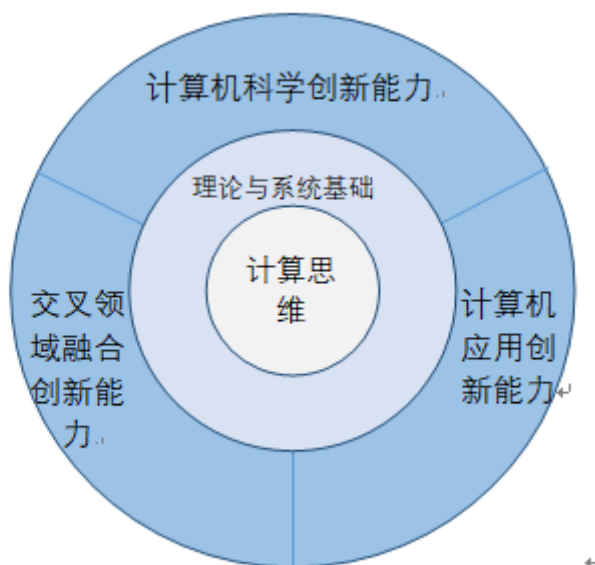 计算机科学创新能力
理论与系统基础
计算思
维
交叉领
域融合
创新能
力
计算机
应用创
新能力